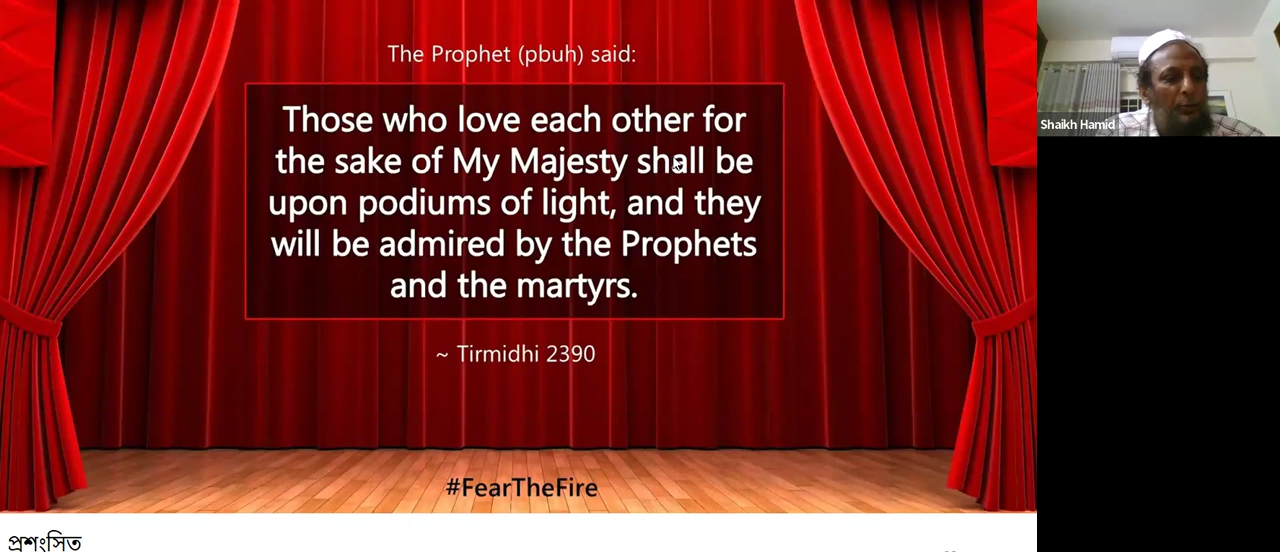 The Prophet (pbuh) said:
Those who love each other for
the sake of My Majesty shall be
upon podiums of light, and they
will be admired by the Prophets
and the martyrs.
~ Tirmidhi 2390
#FearTheFire
Shaikh Hamid
প্রশংসিত